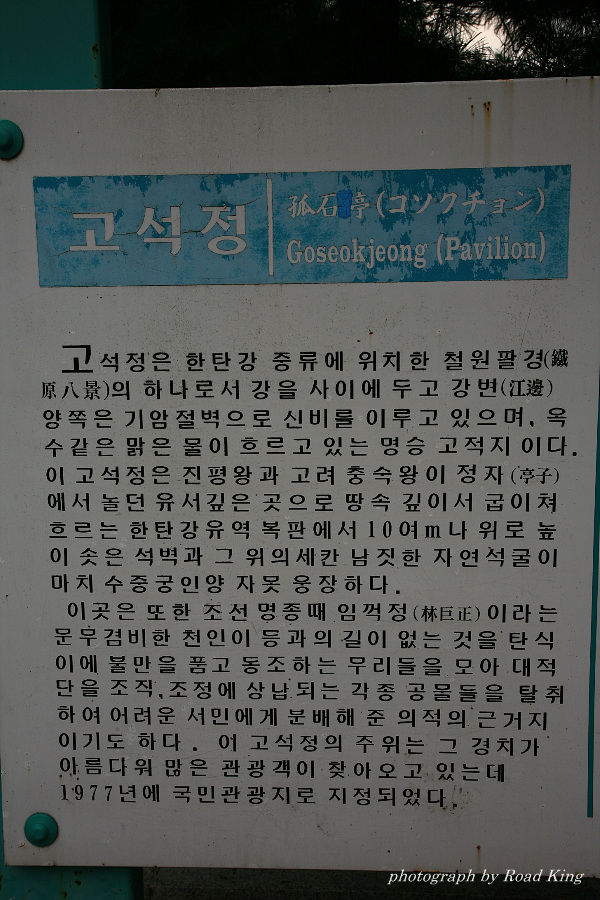 고석정
孤石亭 (コソクチョン)
Goseokjeong (Pavilion)
고석정은 한탄강 중류에 위치한 철원팔경(鐵
原八景)의 하나로서 강을 사이에 두고 강변(江邊)
양쪽은 기암절벽으로 신비를 이루고 있으며, 옥
수같은 맑은 물이 흐르고 있는 명승 고적지 이다.
이 고석정은 진평왕과 고려 충숙왕이 정자(亭子)
에서 놀던 유서깊은 곳으로 땅속 깊이서 굽이쳐
흐르는 한탄강유역 복판에서 10여m나 위로 높
이 솟은 석벽과 그 위의세칸 남짓한 자연석굴이
마치 수중궁인양 자못 웅장하다.
이곳은 또한 조선 명종때 임꺽정(林巨正)이라는
문무겸비한 천인이 등과의 길이 없는 것을 탄식
이에 불만을 품고 동조하는 무리들을 모아 대적
단을 조직, 조정에 상납되는 각종 공물들을 탈취
하여 어려운 서민에게 분배해 준 의적의 근거지
이기도 하다. 어 고석정의 주위는 그 경치가
아름다워 많은 관광객이 찾아오고 있는데
1977년에 국민관광지로 지정되었다.
photograph by Road King